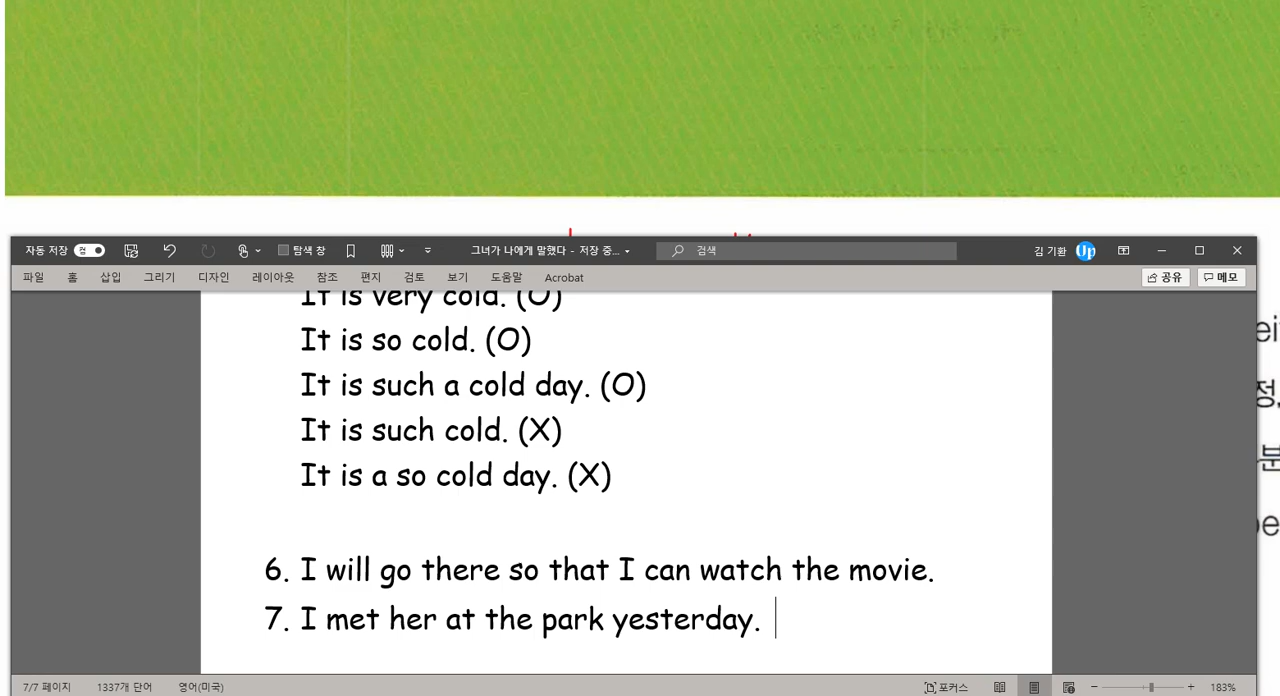 자동 저장 켬 탐색 창 그녀가 나에게 말했다 - 저장 중... 검색 김 기환 Up
파일 홈 삽입 그리기 디자인 레이아웃 참조 편지 검토 보기 도움말 Acrobat 공유 메모
It is very cold. (O)
It is so cold. (O)
It is such a cold day. (O)
It is such cold. (X)
It is a so cold day. (X)
6. I will go there so that I can watch the movie.
7. I met her at the park yesterday.
7/7 페이지 1337개 단어 영어(미국) 포커스 183%